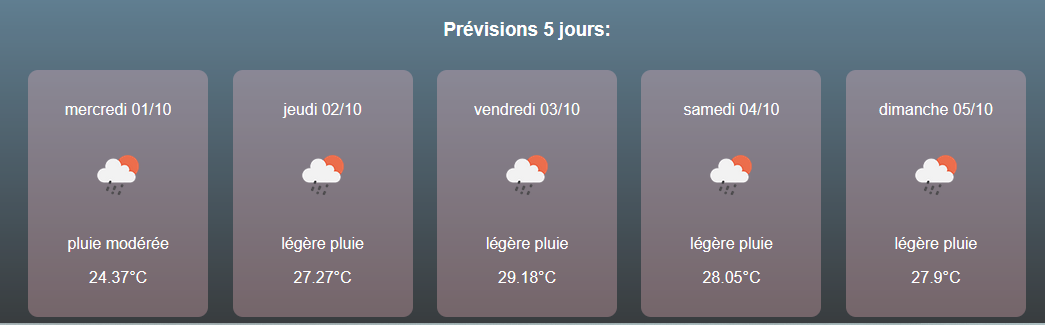 Prévisions 5 jours:
mercredi 01/10
pluie modérée
24.37°C
jeudi 02/10
légère pluie
27.27°C
vendredi 03/10
légère pluie
29.18°C
samedi 04/10
légère pluie
28.05°C
dimanche 05/10
légère pluie
27.9°C